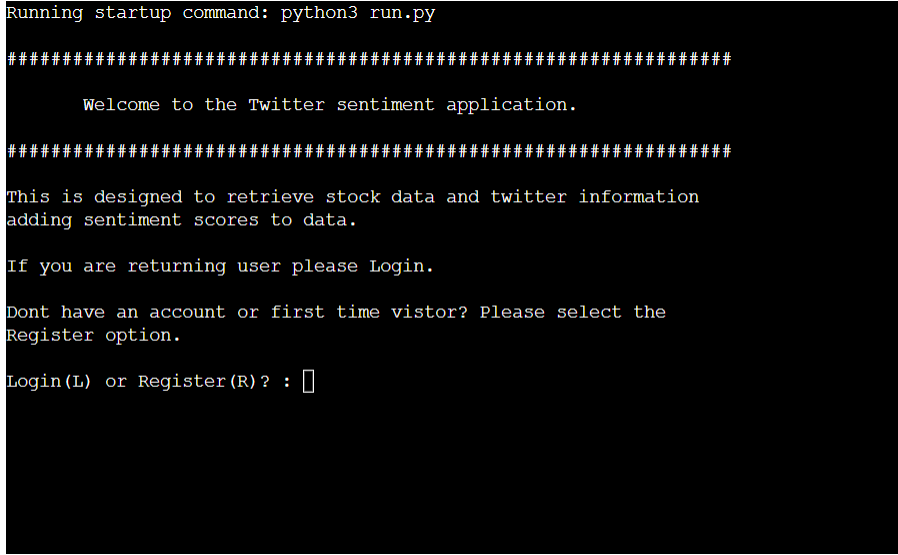 Running startup command: python3 run.py
##################################################################
Welcome to the Twitter sentiment application.
##################################################################
This is designed to retrieve stock data and twitter information
adding sentiment scores to data.
If you are returning user please Login.
Dont have an account or first time vistor? Please select the
Register option.
Login(L) or Register(R)? :